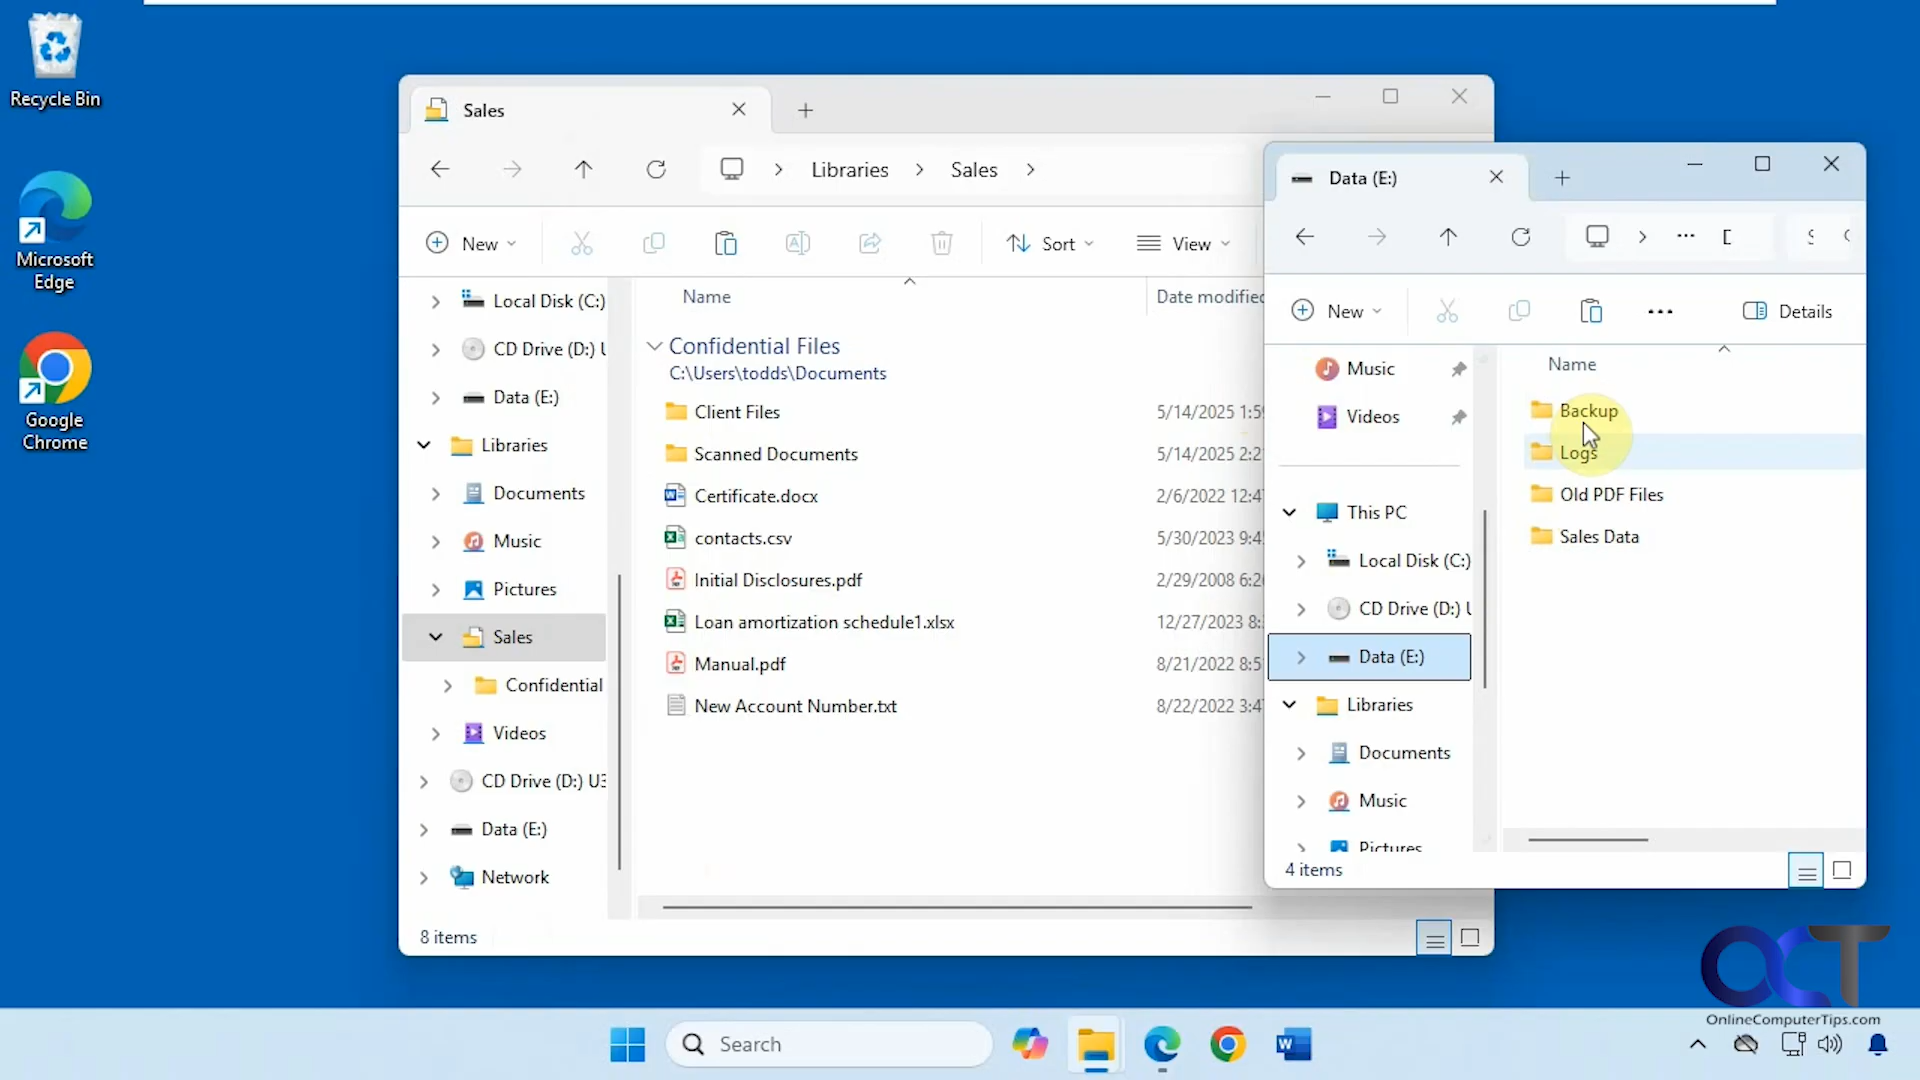 Recycle Bin
Microsoft
Edge
Google
Chrome
Sales
Libraries
Sales
New
Sort
View
Local Disk (C:)
CD Drive (D:) U
Data (E:)
Libraries
Documents
Music
Pictures
Sales
Confidential
Videos
CD Drive (D:) U3
Data (E:)
Network
Name
Date modified
Confidential Files
C:\Users\todds\Documents
Client Files 5/14/2025 1:59
Scanned Documents 5/14/2025 2:2
Certificate.docx 2/6/2022 12:47
contacts.csv 5/30/2023 9:4
Initial Disclosures.pdf 2/29/2008 6:20
Loan amortization schedule1.xlsx 12/27/2023 8:
Manual.pdf 8/21/2022 8:5
New Account Number.txt 8/22/2022 3:47
8 items
Data (E:)
New
Details
Music
Videos
This PC
Local Disk (C:)
CD Drive (D:) U
Data (E:)
Libraries
Documents
Music
Pictures
Name
Backup
Logs
Old PDF Files
Sales Data
4 items
OCT
OnlineComputerTips.com
Search